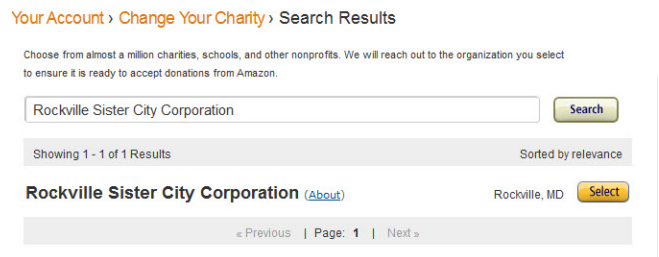 Your Account › Change Your Charity › Search Results
Choose from almost a million charities, schools, and other nonprofits. We will reach out to the organization you select
to ensure it is ready to accept donations from Amazon.
Rockville Sister City Corporation Search
Showing 1 - 1 of 1 Results Sorted by relevance
Rockville Sister City Corporation (About) Rockville, MD Select
« Previous | Page: 1 | Next »